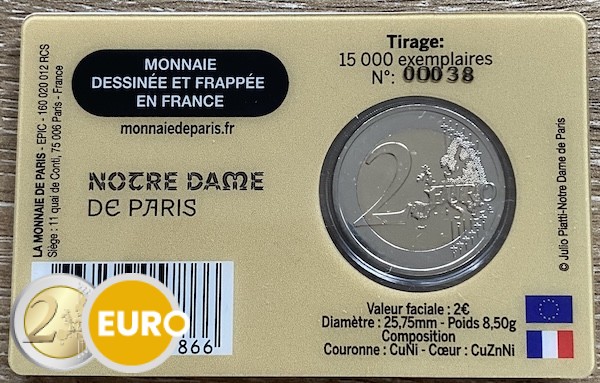 LA MONNAIE DE PARIS - EPIC - 160 020 012 RCS
Siège : 11 quai de Conti, 75 006 Paris - France
MONNAIE
DESSINÉE ET FRAPPÉE
EN FRANCE
monnaiedeparis.fr
NOTRE DAME
DE PARIS
Tirage:
15 000 exemplaires
N°: 00038
2 EURO
© Julio Piatti-Notre Dame de Paris
Valeur faciale : 2€
Diamètre : 25,75mm - Poids 8,50g
Composition
Couronne : CuNi - Cœur : CuZnNi
2
EURO
866